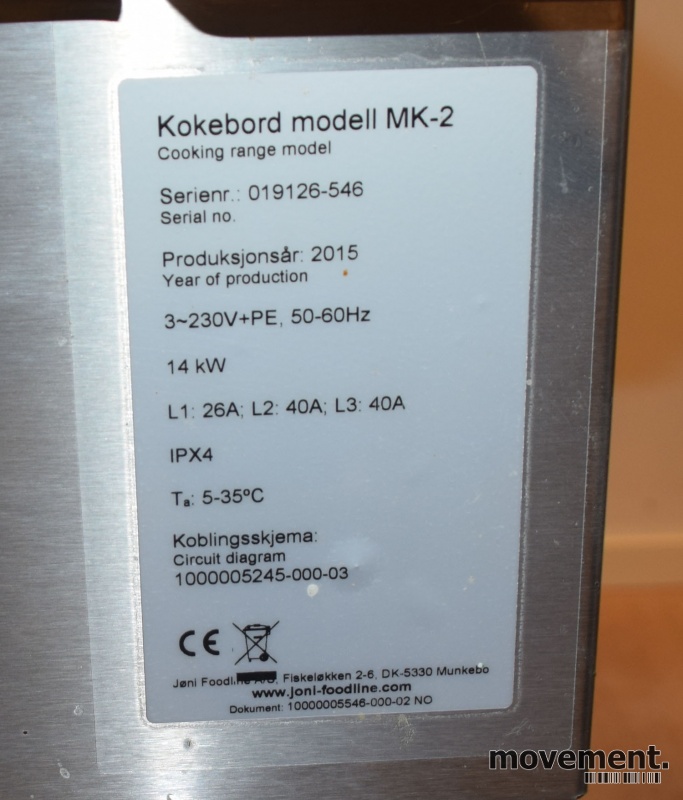 Kokebord modell MK-2
Cooking range model
Serienr.: 019126-546
Serial no.
Produksjonsår: 2015
Year of production
3~230V+PE, 50-60Hz
14 kW
L1: 26A; L2: 40A; L3: 40A
IPX4
Ta: 5-35ºC
Koblingsskjema:
Circuit diagram
1000005245-000-03
CE
Jøni Foodline A/S, Fiskeløkken 2-6, DK-5330 Munkebo
www.joni-foodline.com
Dokument: 10000005546-000-02 NO
movement.